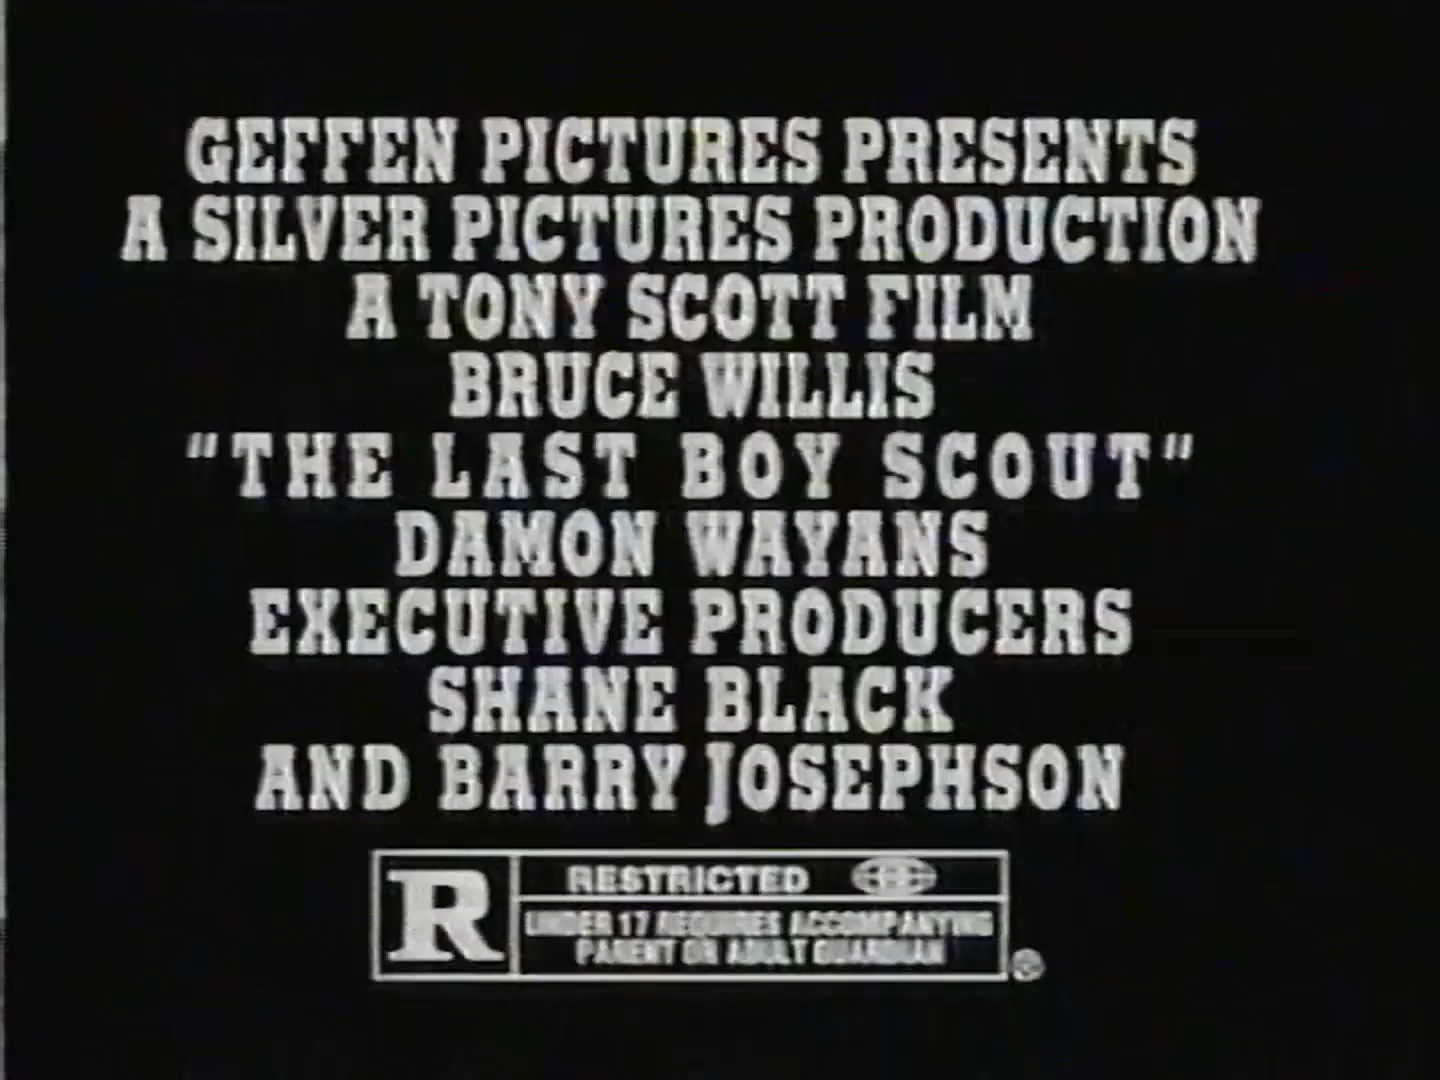 GEFFEN PICTURES PRESENTS
A SILVER PICTURES PRODUCTION
A TONY SCOTT FILM
BRUCE WILLIS
"THE LAST BOY SCOUT"
DAMON WAYANS
EXECUTIVE PRODUCERS
SHANE BLACK
AND BARRY JOSEPHSON
R
RESTRICTED
UNDER 17 REQUIRES ACCOMPANYING
PARENT OR ADULT GUARDIAN
®